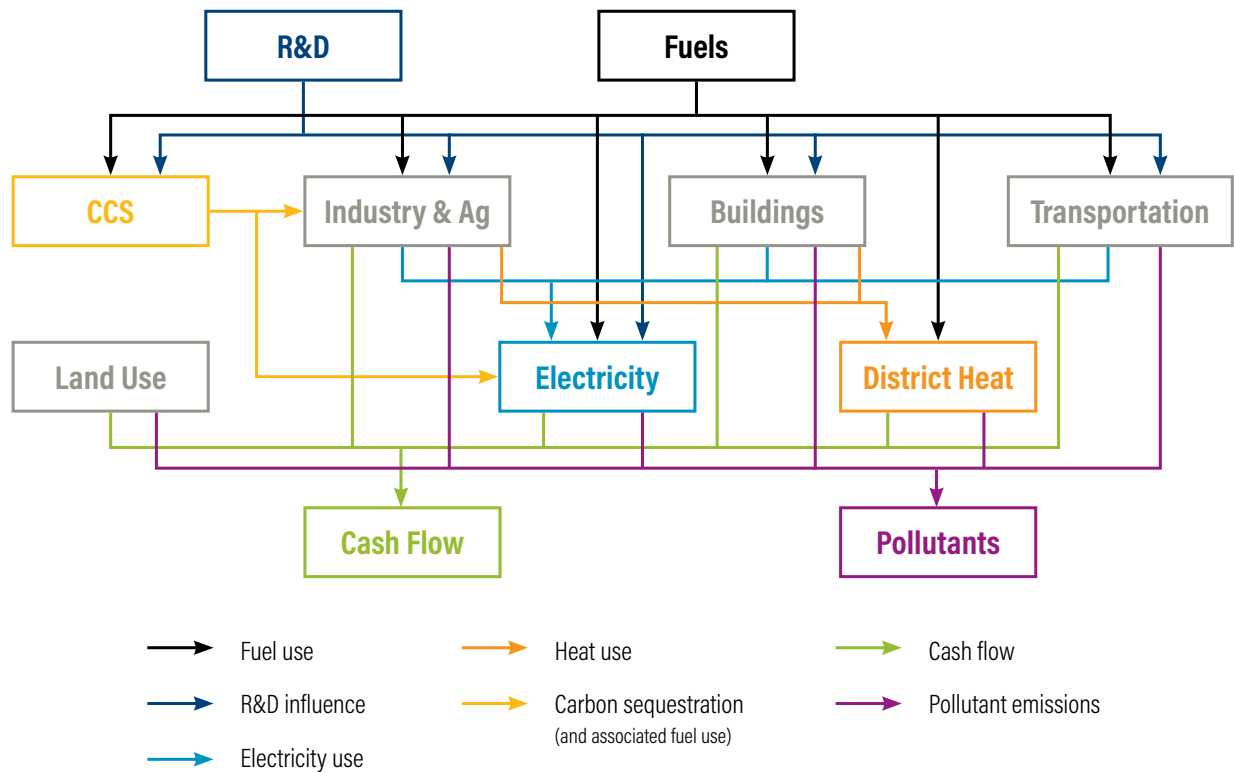 R&D
Fuels
CCS
Industry & Ag
Buildings
Transportation
Land Use
Electricity
District Heat
Cash Flow
Pollutants
Fuel use
Heat use
Cash flow
R&D influence
Carbon sequestration
(and associated fuel use)
Pollutant emissions
Electricity use